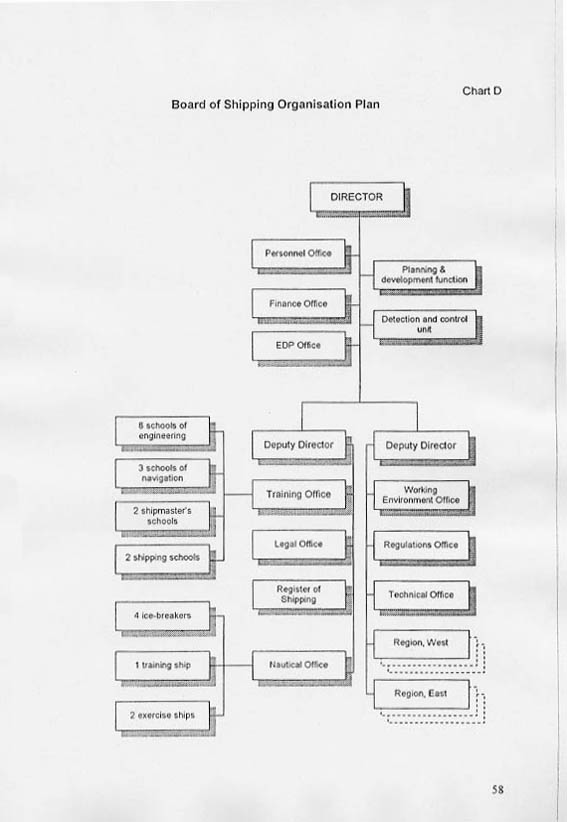 Chart D
Board of Shipping Organisation Plan
DIRECTOR
Personnel Office
Planning &
development function
Finance Office
Detection and control
unit
EDP Office
6 schools of
engineering
Deputy Director
Deputy Director
3 schools of
navigation
Training Office
Working
Environment Office
2 shipmaster's
schools
Legal Office
Regulations Office
2 shipping schools
Register of
Shipping
Technical Office
4 ice-breakers
Region, West
1 training ship
Nautical Office
Region, East
2 exercise ships
58